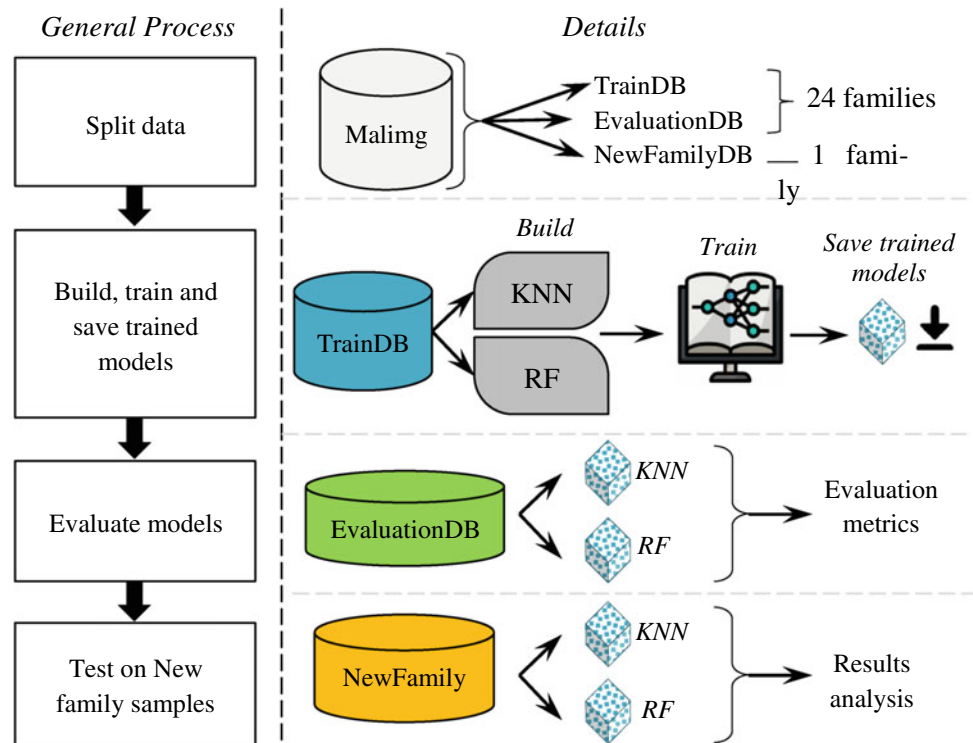 General Process
Details
Split data
Malimg
TrainDB
EvaluationDB
24 families
NewFamilyDB
1 fami-
ly
Build, train and
save trained
models
TrainDB
Build
KNN
RF
Train
Save trained
models
Evaluate models
EvaluationDB
KNN
RF
Evaluation
metrics
Test on New
family samples
NewFamily
KNN
RF
Results
analysis